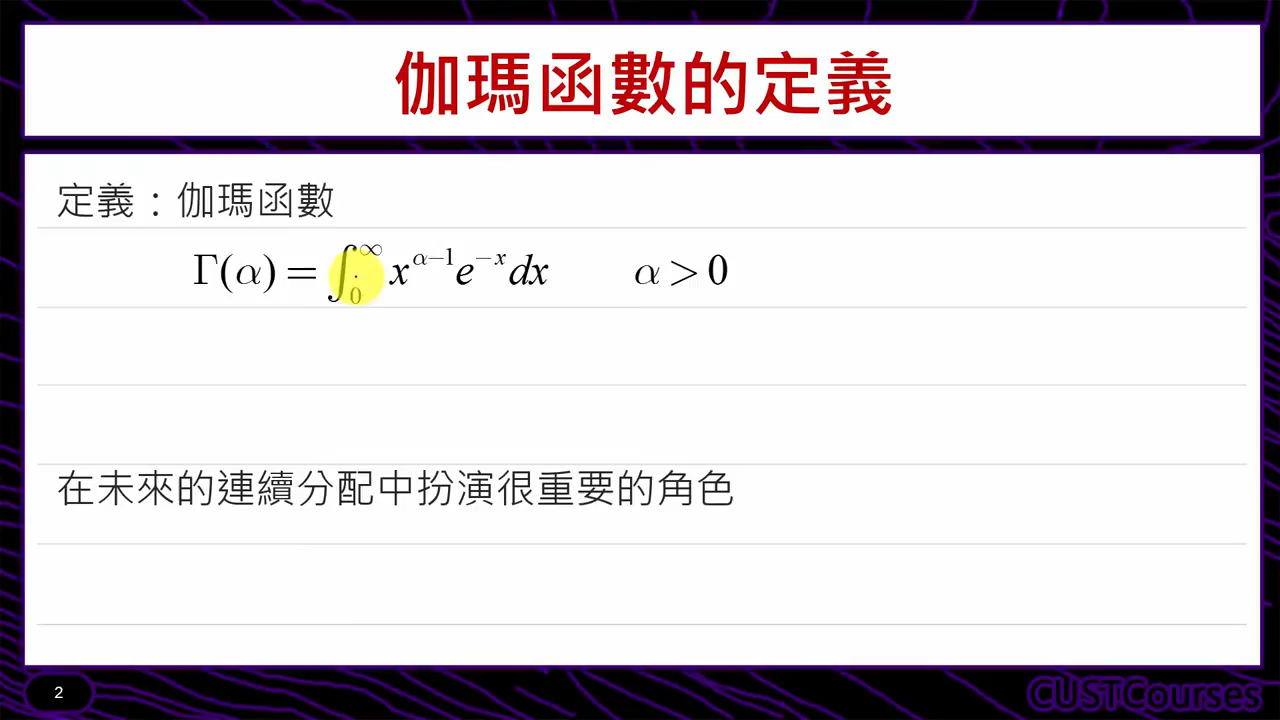 伽瑪函數的定義
定義：伽瑪函數
Γ(α) = ∫₀^∞ x^{α−1} e^{−x} dx α > 0
在未來的連續分配中扮演很重要的角色
2
CUSTCourses